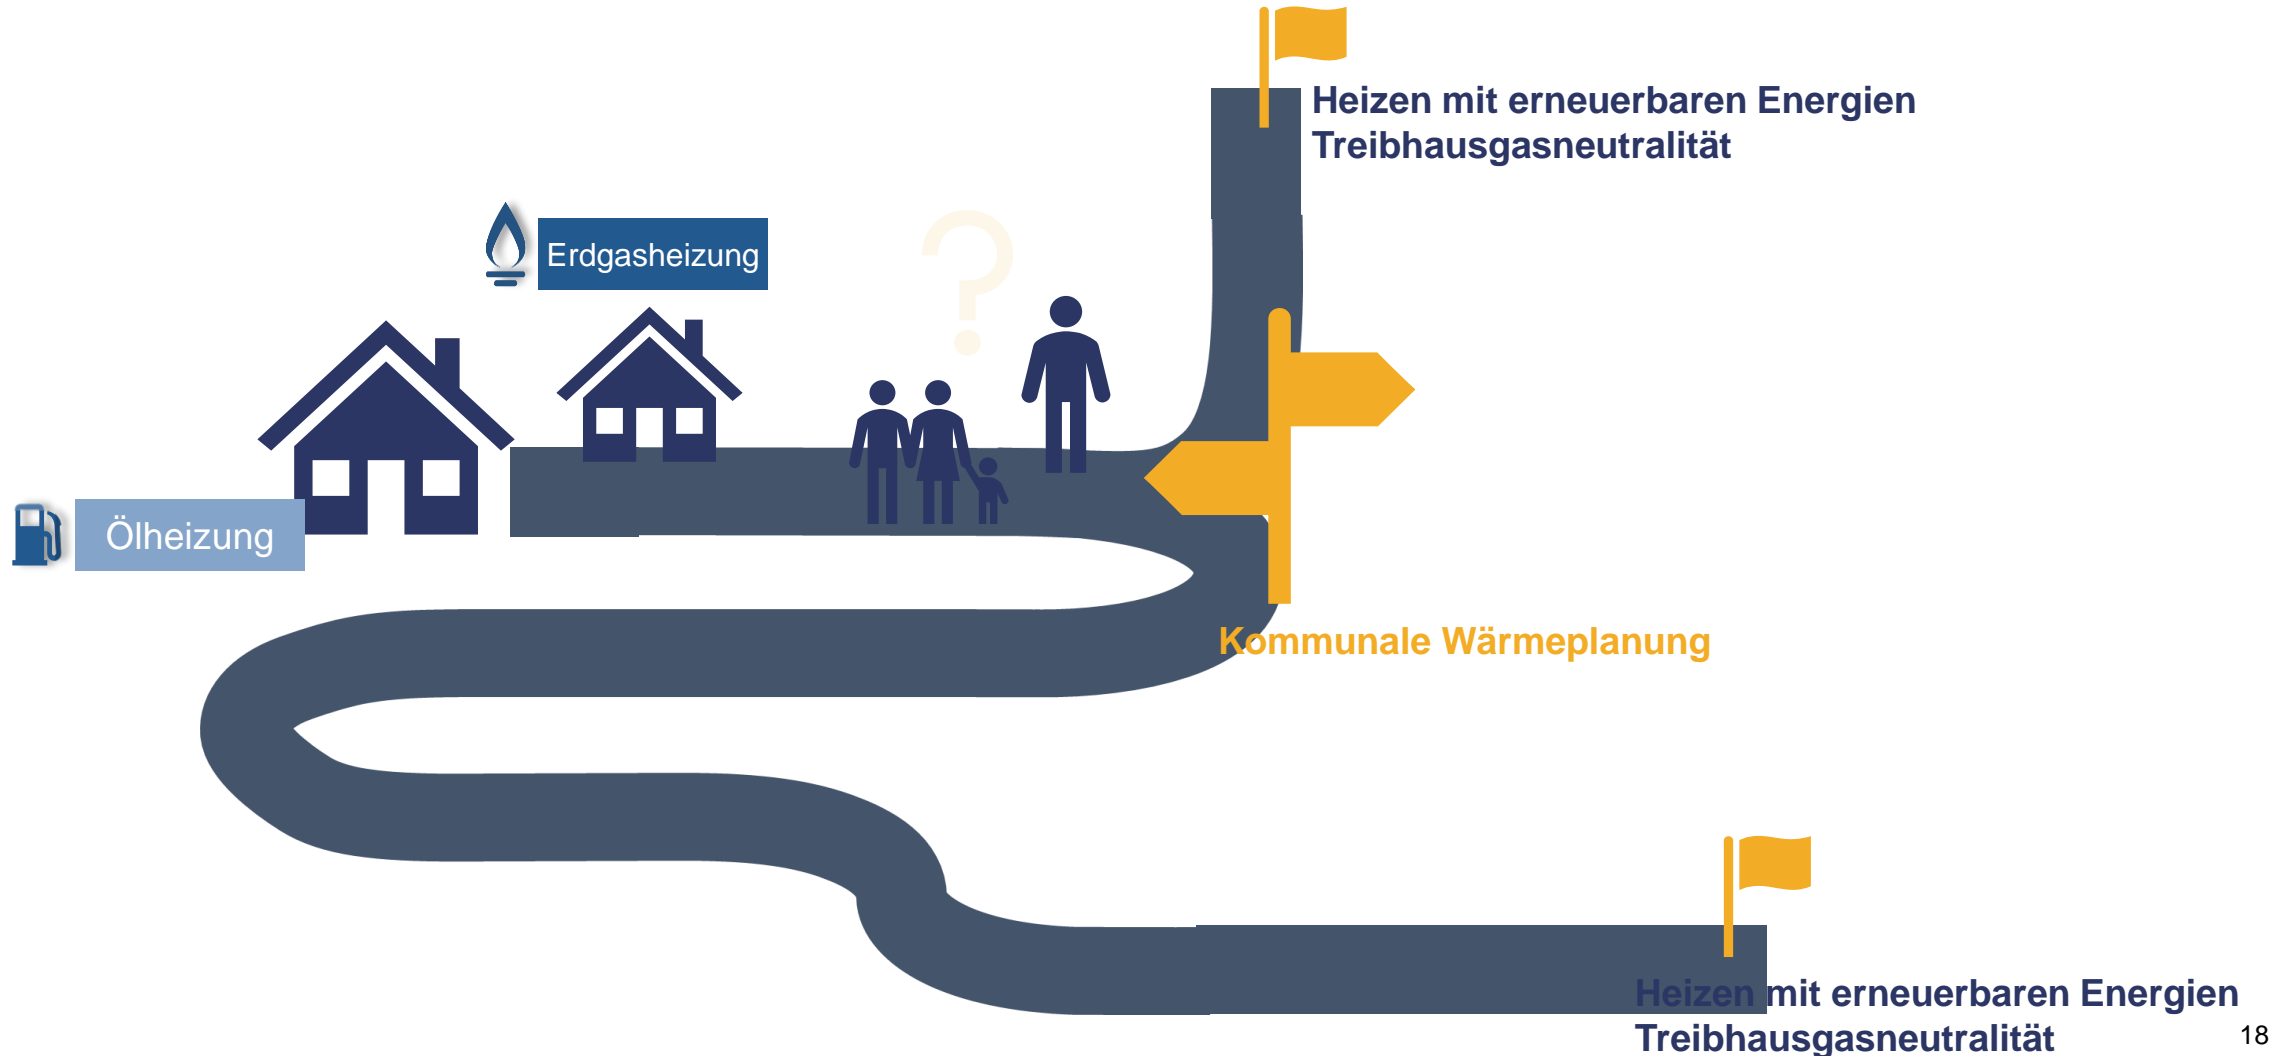 Heizen mit erneuerbaren Energien
Treibhausgasneutralität
Erdgasheizung
?
Ölheizung
Kommunale Wärmeplanung
Heizen mit erneuerbaren Energien
Treibhausgasneutralität
18